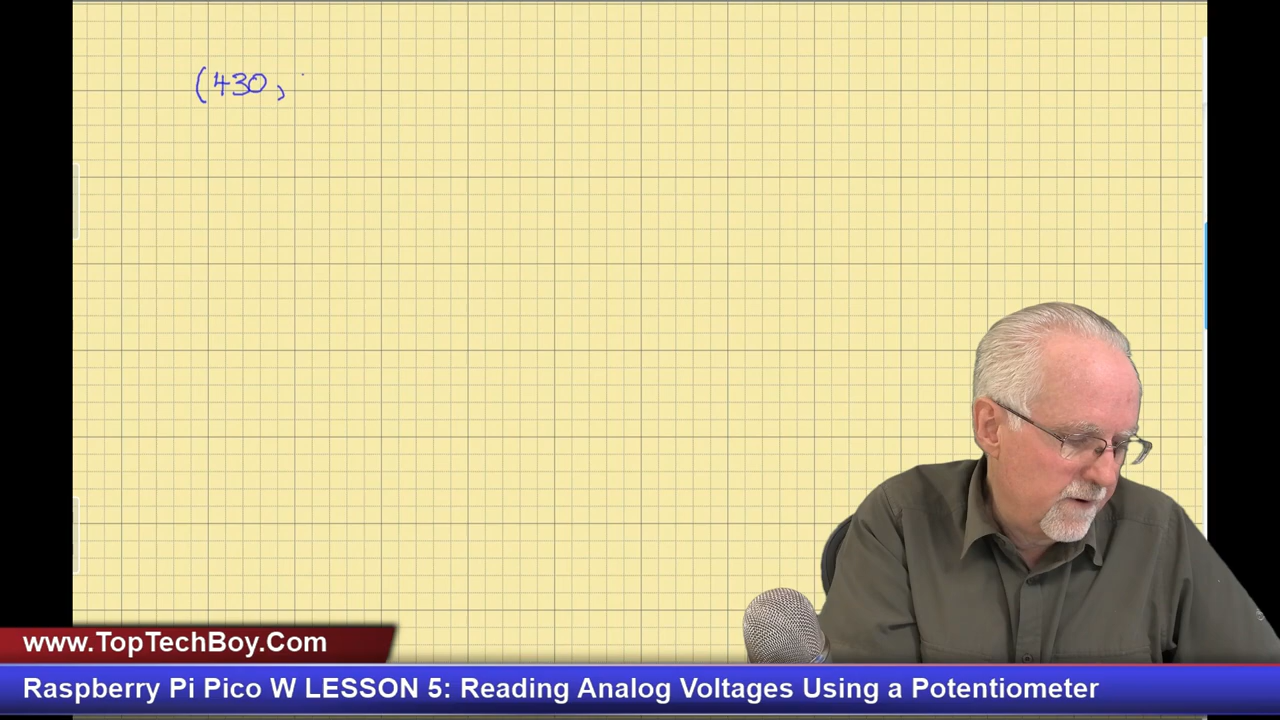 (430,
www.TopTechBoy.Com
Raspberry Pi Pico W LESSON 5: Reading Analog Voltages Using a Potentiometer